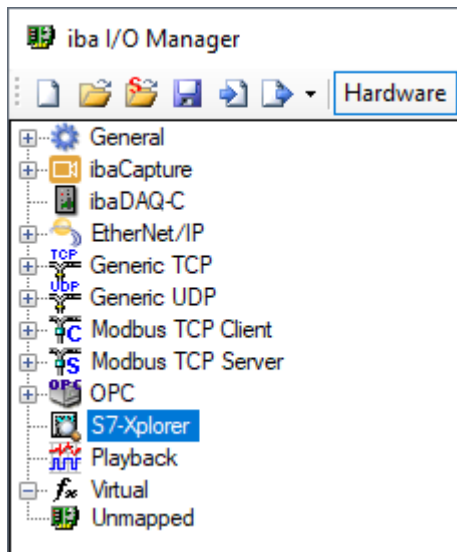 iba I/O Manager
Hardware
General
ibaCapture
ibaDAQ-C
EtherNet/IP
TCP
Generic TCP
UDP
Generic UDP
C
Modbus TCP Client
S
Modbus TCP Server
OPC
OPC
S7-Xplorer
Playback
fx Virtual
Unmapped